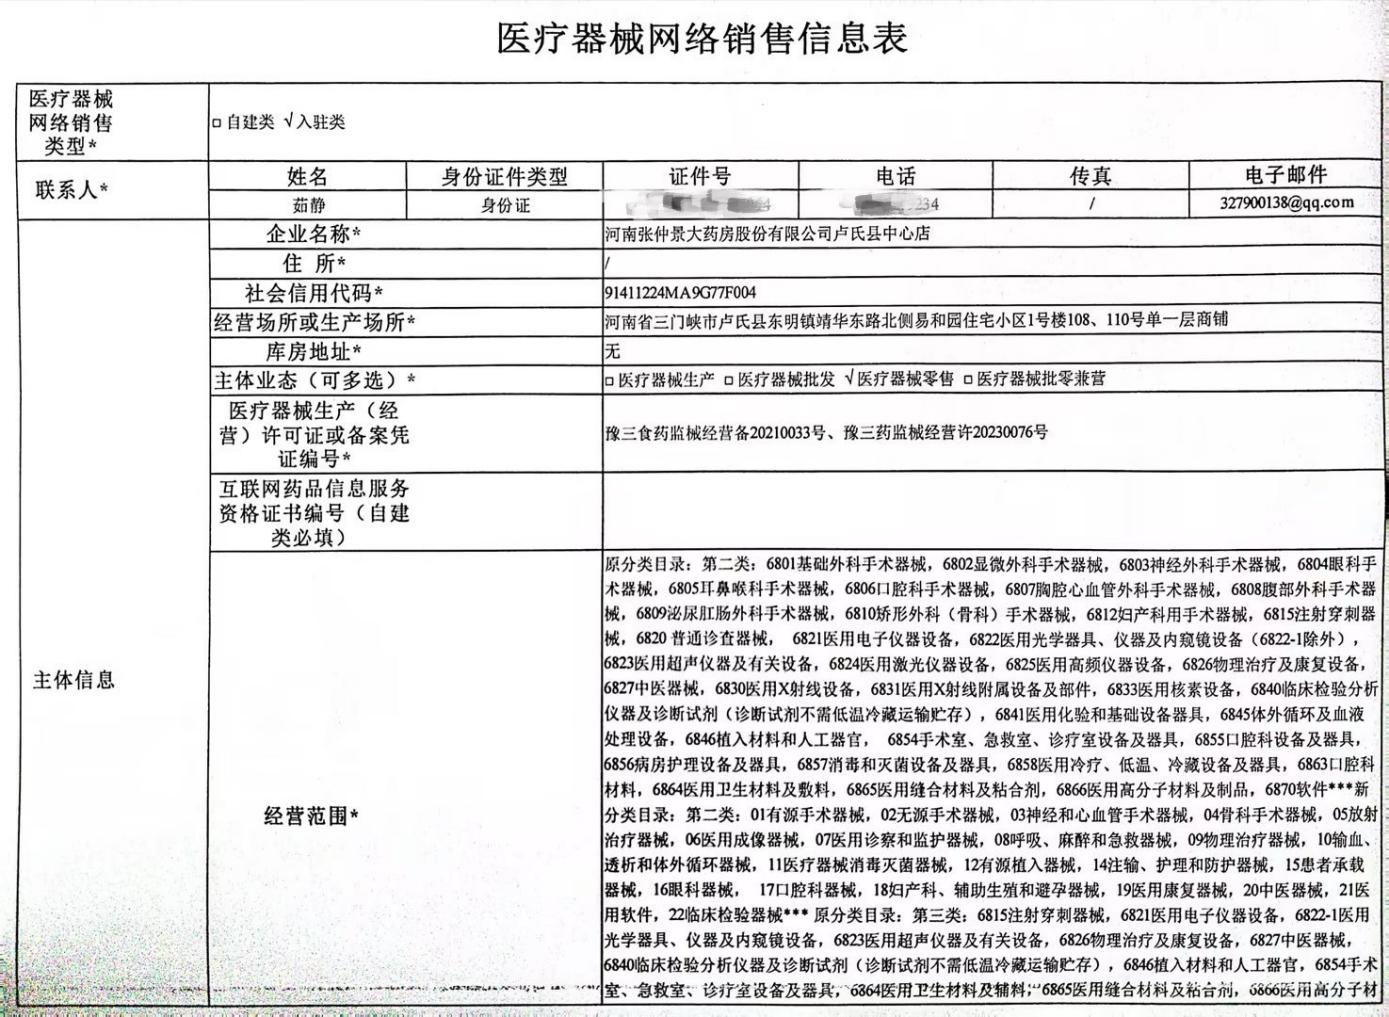 医疗器械网络销售信息表
医疗器械
网络销售
类型*
□ 自建类 √入驻类
联系人*
姓名 身份证件类型 证件号 电话 传真 电子邮件
茹静 身份证 234 / 327900138@qq.com
主体信息
企业名称* 河南张仲景大药房股份有限公司卢氏县中心店
住 所* /
社会信用代码* 91411224MA9G77F004
经营场所或生产场所* 河南省三门峡市卢氏县东明镇靖华东路北侧易和园住宅小区1号楼108、110号单一层商铺
库房地址* 无
主体业态（可多选）* □ 医疗器械生产 □ 医疗器械批发 √医疗器械零售 □ 医疗器械批零兼营
医疗器械生产（经
营）许可证或备案凭
证编号*
豫三食药监械经营备20210033号、豫三药监械经营许20230076号
互联网药品信息服务
资格证书编号（自建
类必填）
经营范围*
原分类目录：第二类：6801基础外科手术器械，6802显微外科手术器械，6803神经外科手术器械，6804眼科手
术器械，6805耳鼻喉科手术器械，6806口腔科手术器械，6807胸腔心血管外科手术器械，6808腹部外科手术器
械，6809泌尿肛肠外科手术器械，6810矫形外科（骨科）手术器械，6812妇产科用手术器械，6815注射穿刺器
械，6820 普通诊查器械， 6821医用电子仪器设备，6822医用光学器具、仪器及内窥镜设备（6822-1除外），
6823医用超声仪器及有关设备，6824医用激光仪器设备，6825医用高频仪器设备，6826物理治疗及康复设备，
6827中医器械，6830医用X射线设备，6831医用X射线附属设备及部件，6833医用核素设备，6840临床检验分析
仪器及诊断试剂（诊断试剂不需低温冷藏运输贮存），6841医用化验和基础设备器具，6845体外循环及血液
处理设备，6846植入材料和人工器官， 6854手术室、急救室、诊疗室设备及器具，6855口腔科设备及器具，
6856病房护理设备及器具，6857消毒和灭菌设备及器具，6858医用冷疗、低温、冷藏设备及器具，6863口腔科
材料，6864医用卫生材料及敷料，6865医用缝合材料及粘合剂，6866医用高分子材料及制品，6870软件***新
分类目录：第二类：01有源手术器械，02无源手术器械，03神经和心血管手术器械，04骨科手术器械，05放射
治疗器械，06医用成像器械，07医用诊察和监护器械，08呼吸、麻醉和急救器械，09物理治疗器械，10输血、
透析和体外循环器械，11医疗器械消毒灭菌器械，12有源植入器械，14注输、护理和防护器械，15患者承载
器械，16眼科器械， 17口腔科器械，18妇产科、辅助生殖和避孕器械，19医用康复器械，20中医器械，21医
用软件，22临床检验器械*** 原分类目录：第三类：6815注射穿刺器械，6821医用电子仪器设备，6822-1医用
光学器具、仪器及内窥镜设备，6823医用超声仪器及有关设备，6826物理治疗及康复设备，6827中医器械，
6840临床检验分析仪器及诊断试剂（诊断试剂不需低温冷藏运输贮存），6846植入材料和人工器官，6854手术
室、急救室、诊疗室设备及器具，6864医用卫生材料及辅料，6865医用缝合材料及粘合剂，6866医用高分子材